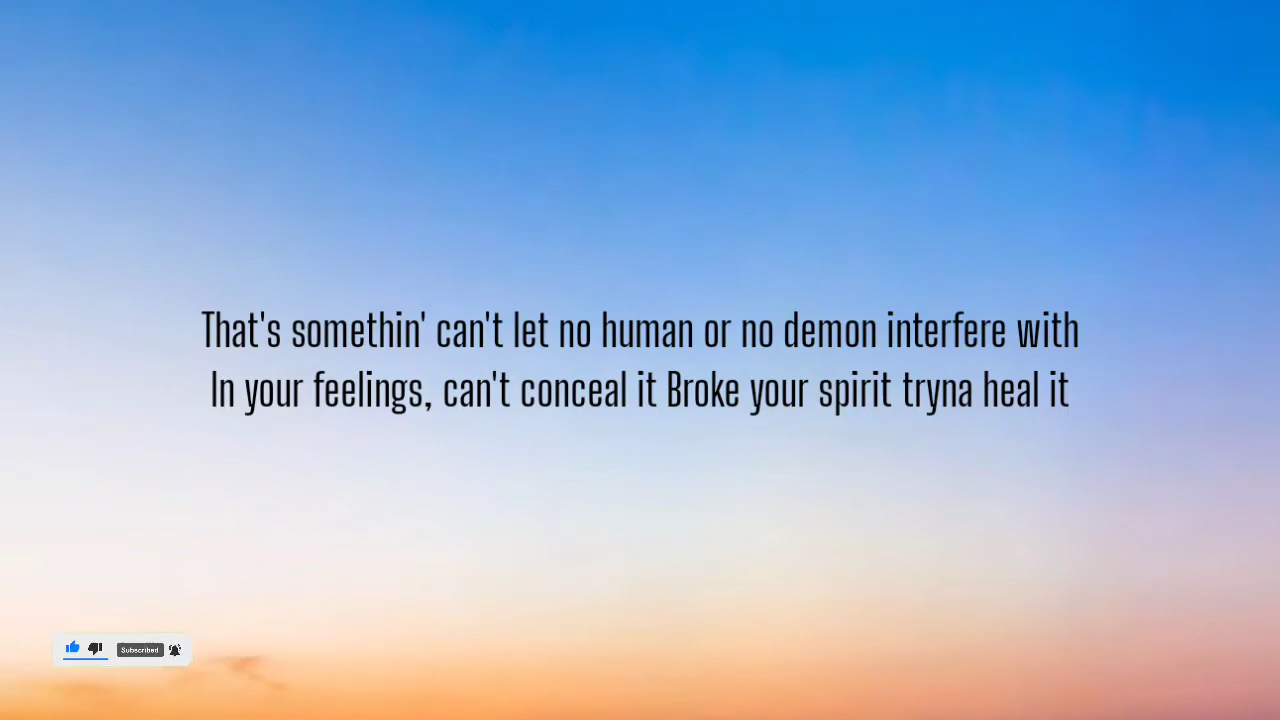 That's somethin' can't let no human or no demon interfere with
In your feelings, can't conceal it Broke your spirit tryna heal it
Subscribed